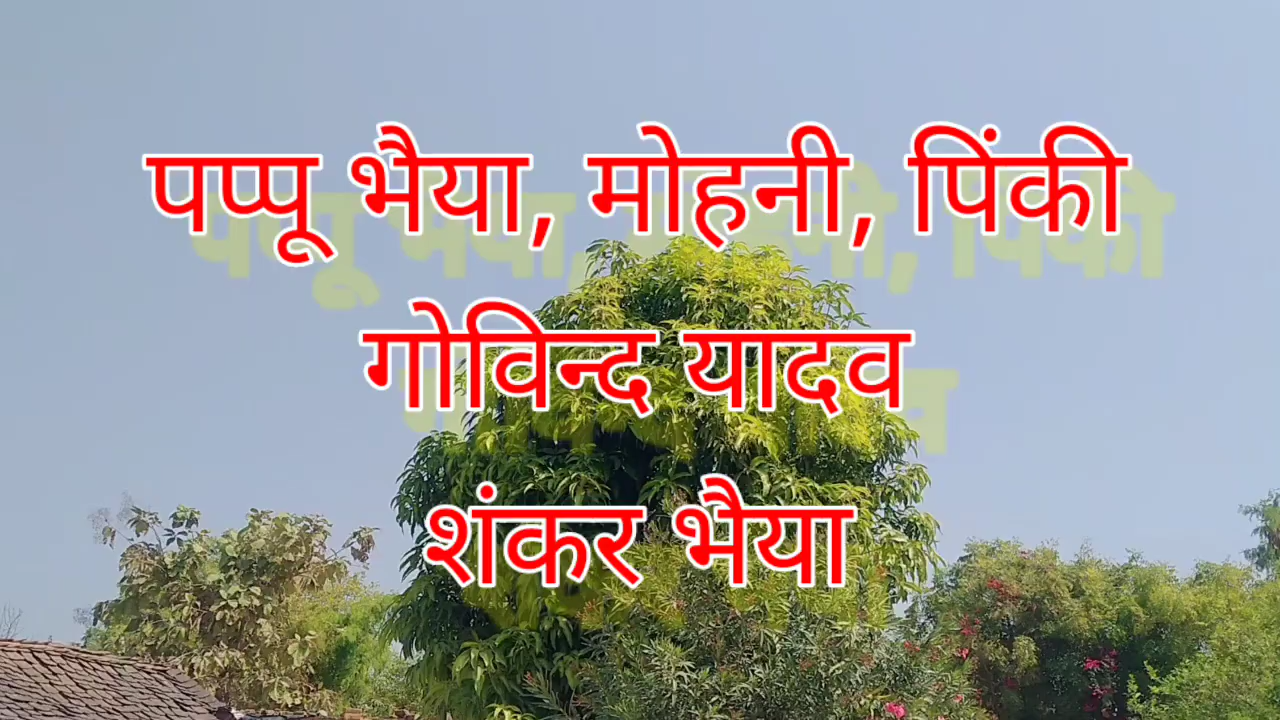 पप्पू भैया, मोहनी, पिंकी
गोविन्द यादव
शंकर भैया